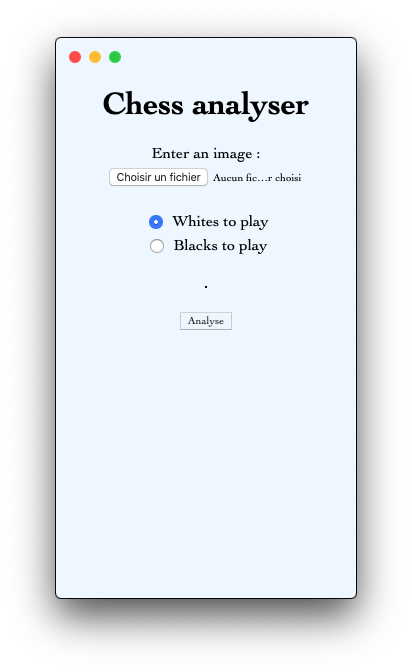 Chess analyser
Enter an image :
Choisir un fichier Aucun fic...r choisi
Whites to play
Blacks to play
.
Analyse